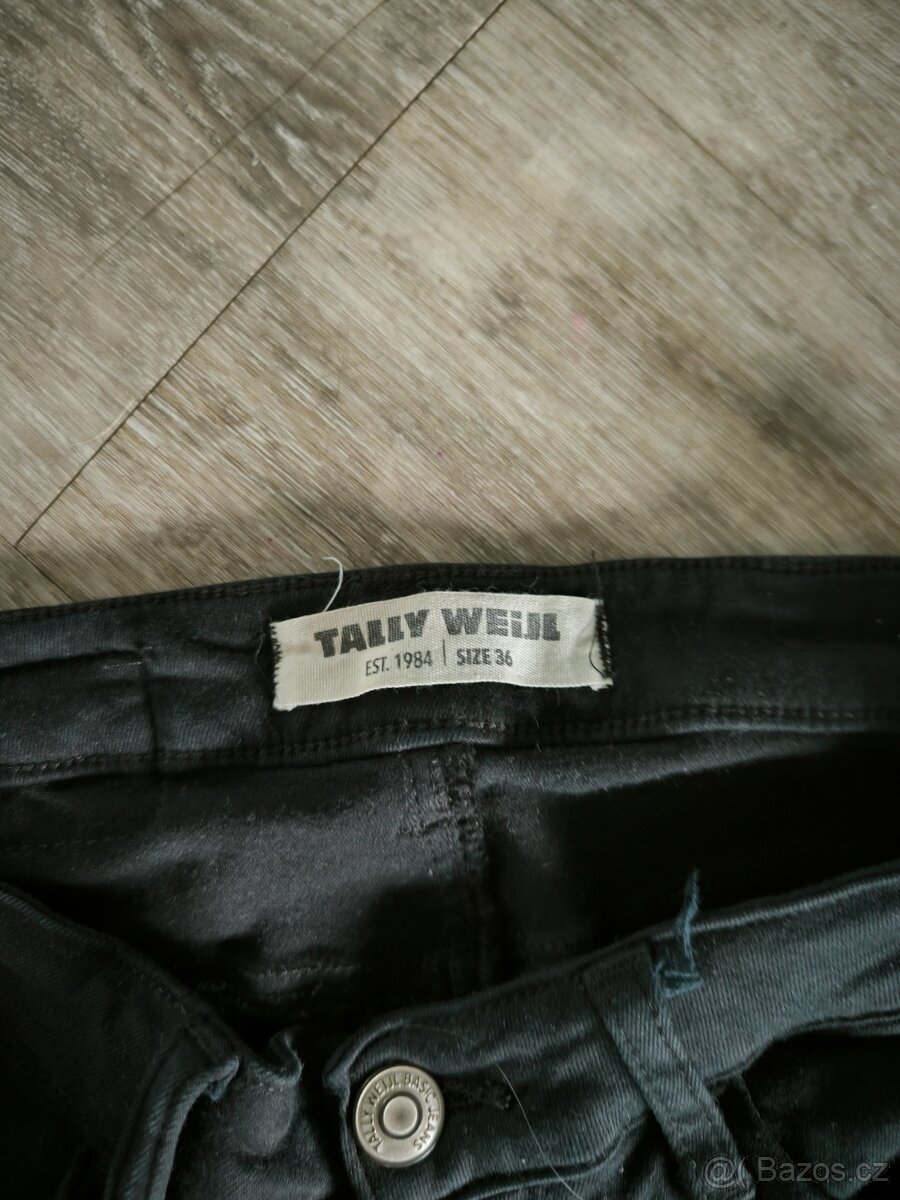 TALLY WEiJL
EST. 1984 | SIZE 36
TALLY WEIJL BASIC JEANS
@( Bazos.cz